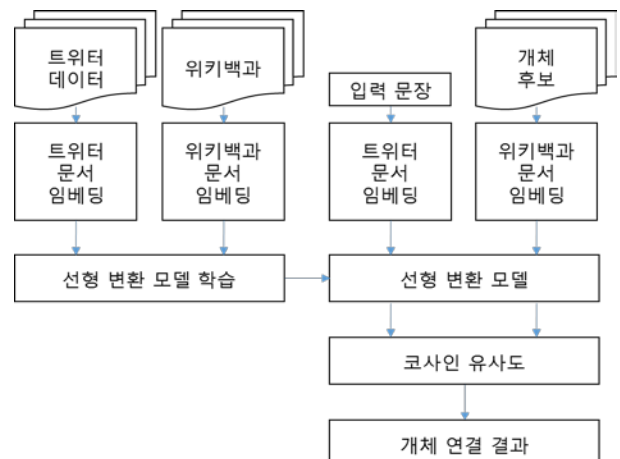 트위터
데이터
위키백과
개체
후보
입력 문장
트위터
문서
임베딩
위키백과
문서
임베딩
트위터
문서
임베딩
위키백과
문서
임베딩
선형 변환 모델 학습
선형 변환 모델
코사인 유사도
개체 연결 결과